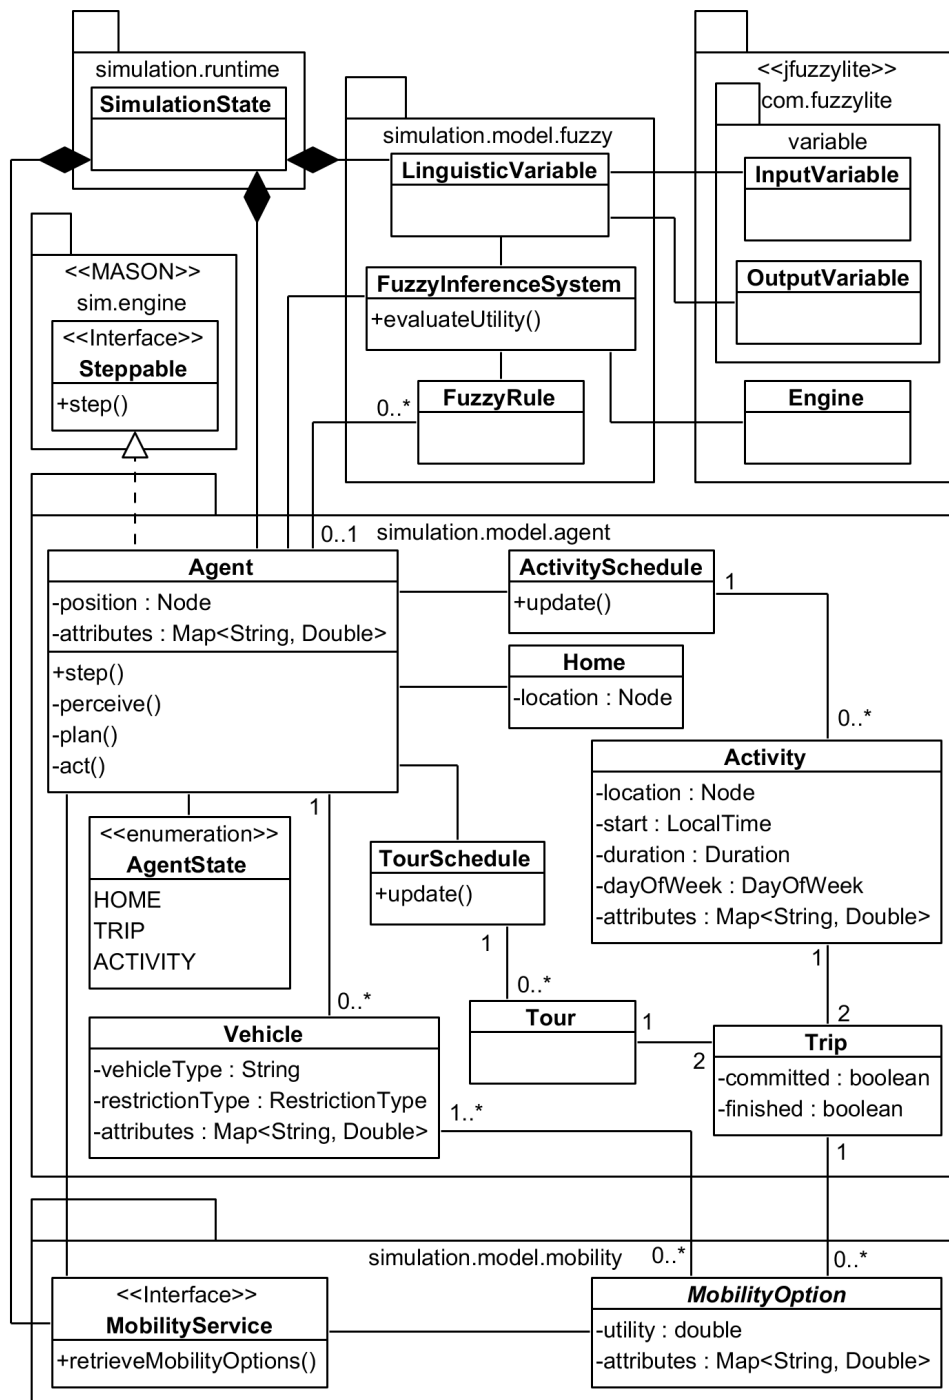 simulation.runtime
SimulationState
<<jfuzzylite>>
com.fuzzylite
variable
InputVariable
OutputVariable
Engine
simulation.model.fuzzy
LinguisticVariable
FuzzyInferenceSystem
+evaluateUtility()
FuzzyRule
0..*
0..1
<<MASON>>
sim.engine
<<Interface>>
Steppable
+step()
simulation.model.agent
Agent
-position : Node
-attributes : Map<String, Double>
+step()
-perceive()
-plan()
-act()
ActivitySchedule
+update()
1
0..*
Home
-location : Node
Activity
-location : Node
-start : LocalTime
-duration : Duration
-dayOfWeek : DayOfWeek
-attributes : Map<String, Double>
1
2
<<enumeration>>
AgentState
HOME
TRIP
ACTIVITY
1
0..*
TourSchedule
+update()
1
0..*
Tour
1
2
Trip
-committed : boolean
-finished : boolean
1
0..*
Vehicle
-vehicleType : String
-restrictionType : RestrictionType
-attributes : Map<String, Double>
1..*
0..*
simulation.model.mobility
<<Interface>>
MobilityService
+retrieveMobilityOptions()
MobilityOption
-utility : double
-attributes : Map<String, Double>